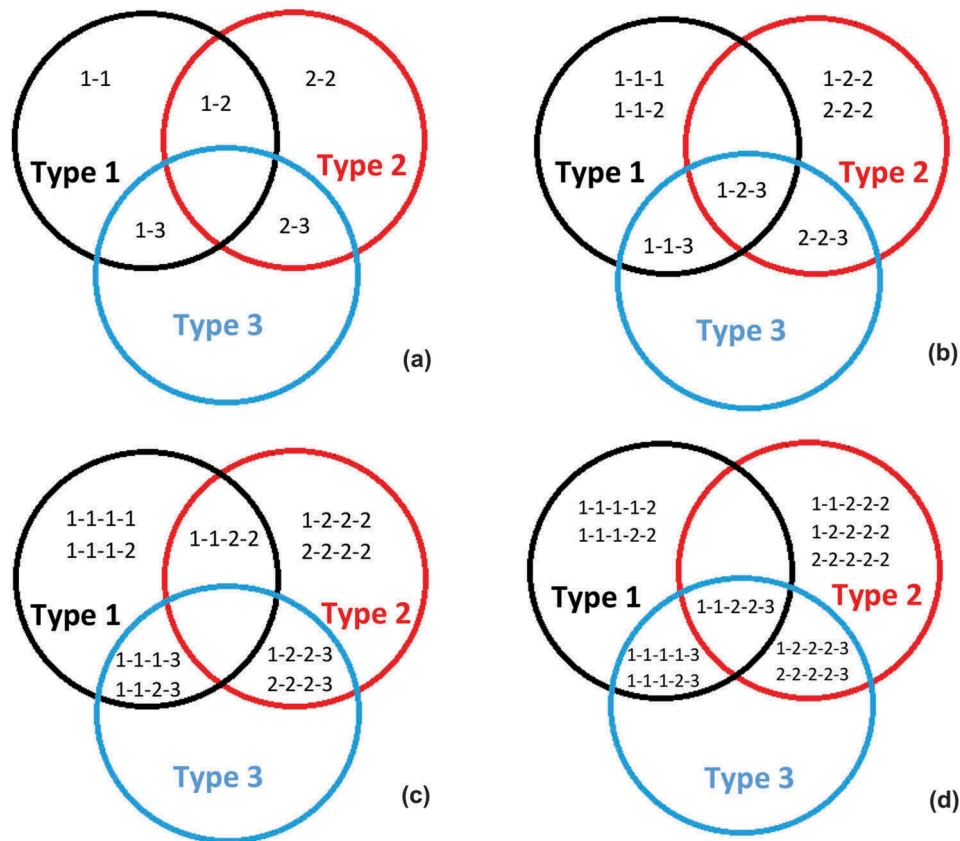 1-1
2-2
1-2
Type 1
Type 2
1-3
2-3
Type 3
(a)
1-1-1
1-1-2
1-2-2
2-2-2
Type 1
Type 2
1-2-3
1-1-3
2-2-3
Type 3
(b)
1-1-1-1
1-1-1-2
1-1-2-2
1-2-2-2
2-2-2-2
Type 1
Type 2
1-1-1-3
1-1-2-3
1-2-2-3
2-2-2-3
Type 3
(c)
1-1-1-1-2
1-1-1-2-2
1-1-2-2-2
1-2-2-2-2
2-2-2-2-2
Type 1
Type 2
1-1-2-2-3
1-1-1-1-3
1-1-1-2-3
1-2-2-2-3
2-2-2-2-3
Type 3
(d)